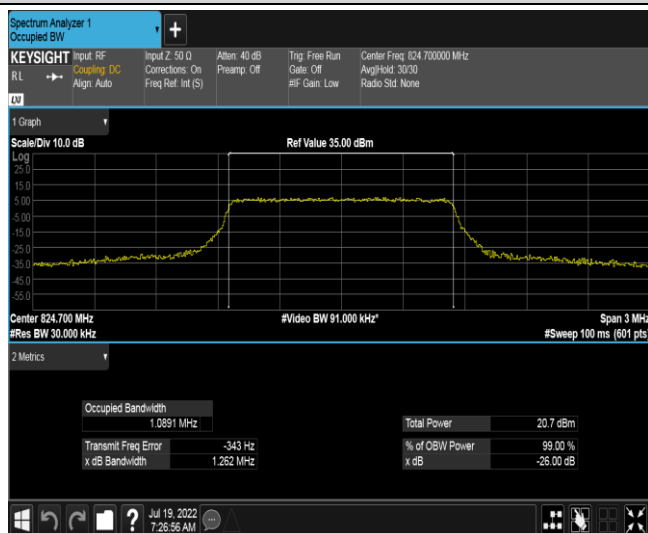 Spectrum Analyzer 1
Occupied BW
KEYSIGHT
R L
LXI
Input: RF
Coupling: DC
Align: Auto
Input Z: 50 Ω
Corrections: On
Freq Ref: Int (S)
Atten: 40 dB
Preamp: Off
Trig: Free Run
Gate: Off
#IF Gain: Low
Center Freq: 824.700000 MHz
Avg|Hold: 30/30
Radio Std: None
1 Graph
Scale/Div 10.0 dB
Ref Value 35.00 dBm
Log
25.0
15.0
5.00
-5.00
-15.0
-25.0
-35.0
-45.0
-55.0
Center 824.700 MHz
#Video BW 91.000 kHz*
Span 3 MHz
#Res BW 30.000 kHz
#Sweep 100 ms (601 pts)
2 Metrics
Occupied Bandwidth
1.0891 MHz
Total Power 20.7 dBm
Transmit Freq Error -343 Hz
% of OBW Power 99.00 %
x dB Bandwidth 1.262 MHz
x dB -26.00 dB
?
Jul 19, 2022
7:26:56 AM